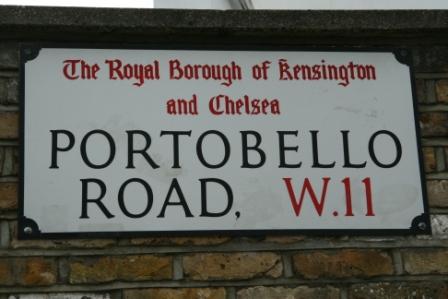 The Royal Borough of Kensington
and Chelsea
PORTOBELLO
ROAD, W.11